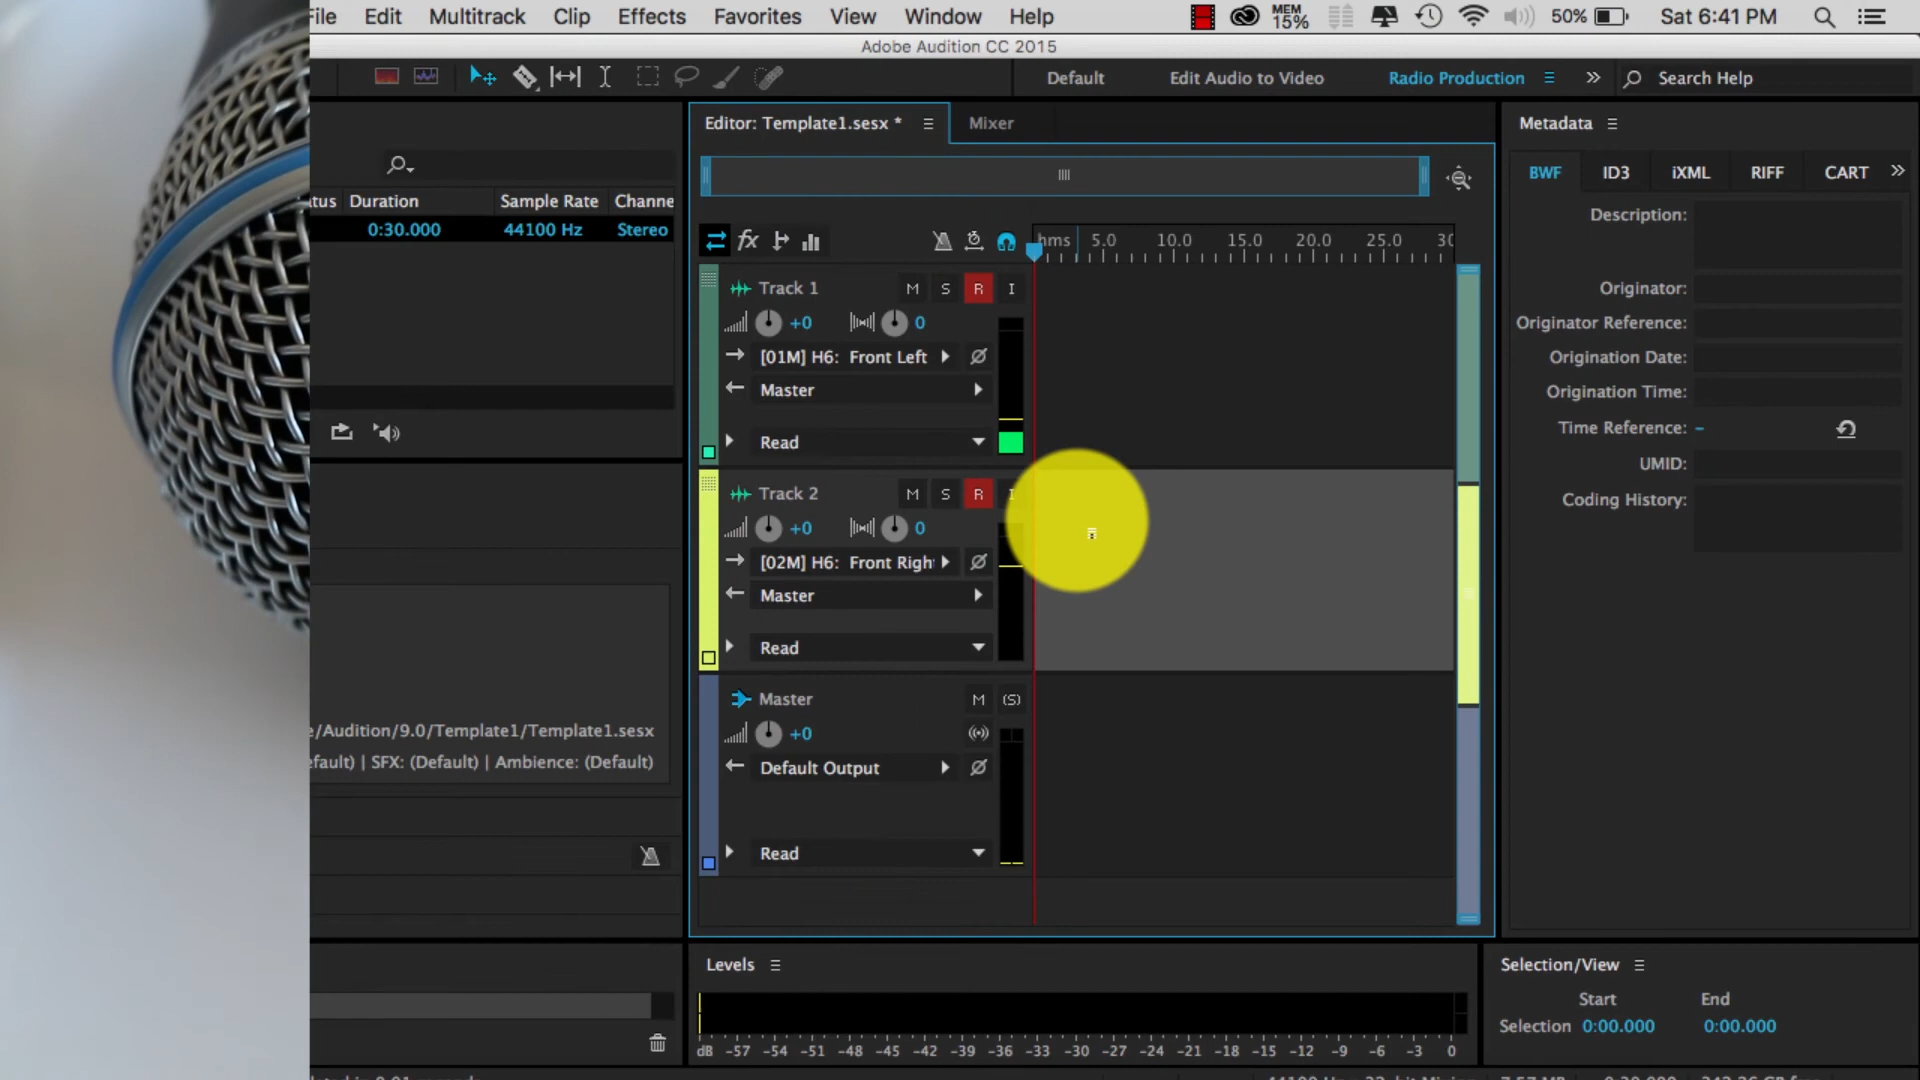 File Edit Multitrack Clip Effects Favorites View Window Help MEM 15% 50% Sat 6:41 PM
Adobe Audition CC 2015
Default Edit Audio to Video Radio Production Search Help
Editor: Template1.sesx * Mixer
Metadata
BWF ID3 iXML RIFF CART
tus Duration Sample Rate Channe
0:30.000 44100 Hz Stereo
hms 5.0 10.0 15.0 20.0 25.0 30
Track 1 M S R I
+0 0
[01M] H6: Front Left
Master
Read
Track 2 M S R I
+0 0
[02M] H6: Front Righ
Master
Read
Master M (S)
+0
Default Output
Read
Description:
Originator:
Originator Reference:
Origination Date:
Origination Time:
Time Reference: -
UMID:
Coding History:
e/Audition/9.0/Template1/Template1.sesx
efault) | SFX: (Default) | Ambience: (Default)
Levels
dB -57 -54 -51 -48 -45 -42 -39 -36 -33 -30 -27 -24 -21 -18 -15 -12 -9 -6 -3 0
Selection/View
Start End
Selection 0:00.000 0:00.000